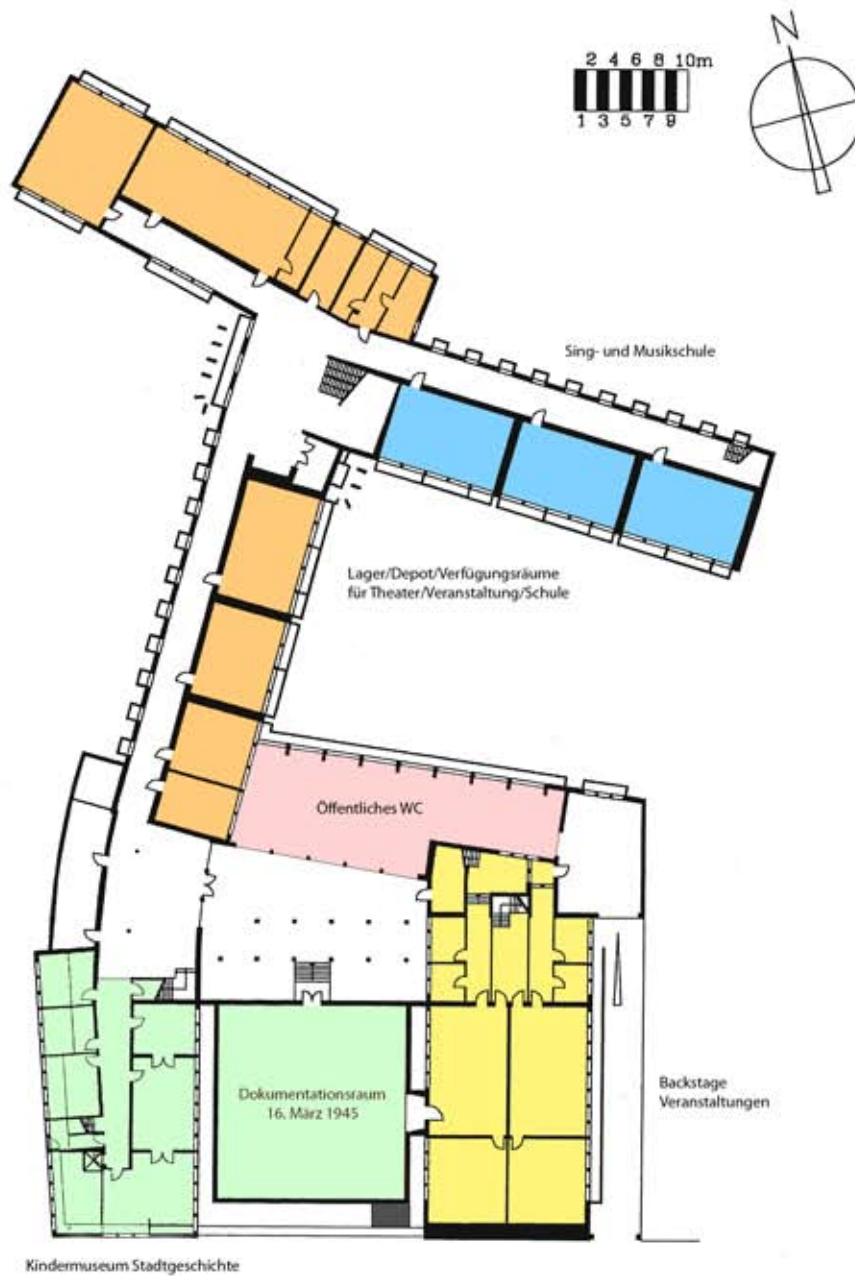 N
2 4 6 8 10m
1 3 5 7 9
Sing- und Musikschule
Lager/Depot/Verfügungsräume
für Theater/Veranstaltung/Schule
Öffentliches WC
Dokumentationsraum
16. März 1945
Backstage
Veranstaltungen
Kindermuseum Stadtgeschichte